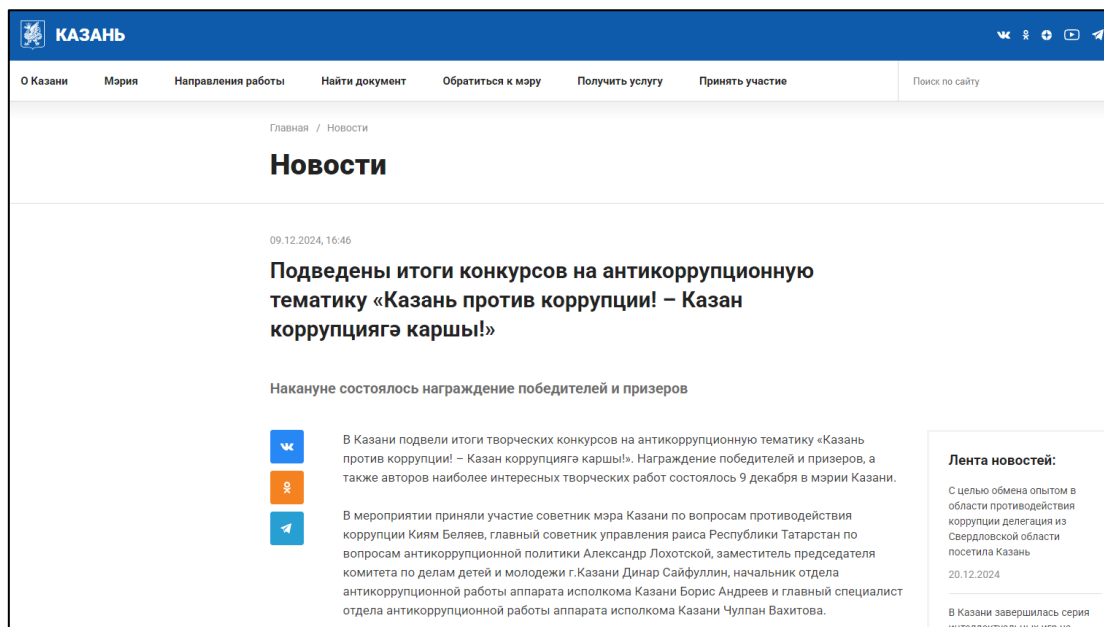 КАЗАНЬ
О Казани Мэрия Направления работы Найти документ Обратиться к мэру Получить услугу Принять участие Поиск по сайту
Главная / Новости
Новости
09.12.2024, 16:46
Подведены итоги конкурсов на антикоррупционную
тематику «Казань против коррупции! – Казан
коррупциягә каршы!»
Накануне состоялось награждение победителей и призеров
В Казани подвели итоги творческих конкурсов на антикоррупционную тематику «Казань
против коррупции! – Казан коррупциягә каршы!». Награждение победителей и призеров, а
также авторов наиболее интересных творческих работ состоялось 9 декабря в мэрии Казани.
В мероприятии приняли участие советник мэра Казани по вопросам противодействия
коррупции Киям Беляев, главный советник управления раиса Республики Татарстан по
вопросам антикоррупционной политики Александр Лохотской, заместитель председателя
комитета по делам детей и молодежи г.Казани Динар Сайфуллин, начальник отдела
антикоррупционной работы аппарата исполкома Казани Борис Андреев и главный специалист
отдела антикоррупционной работы аппарата исполкома Казани Чулпан Вахитова.
Лента новостей:
С целью обмена опытом в
области противодействия
коррупции делегация из
Свердловской области
посетила Казань
20.12.2024
В Казани завершилась серия
интеллектуальных игр на